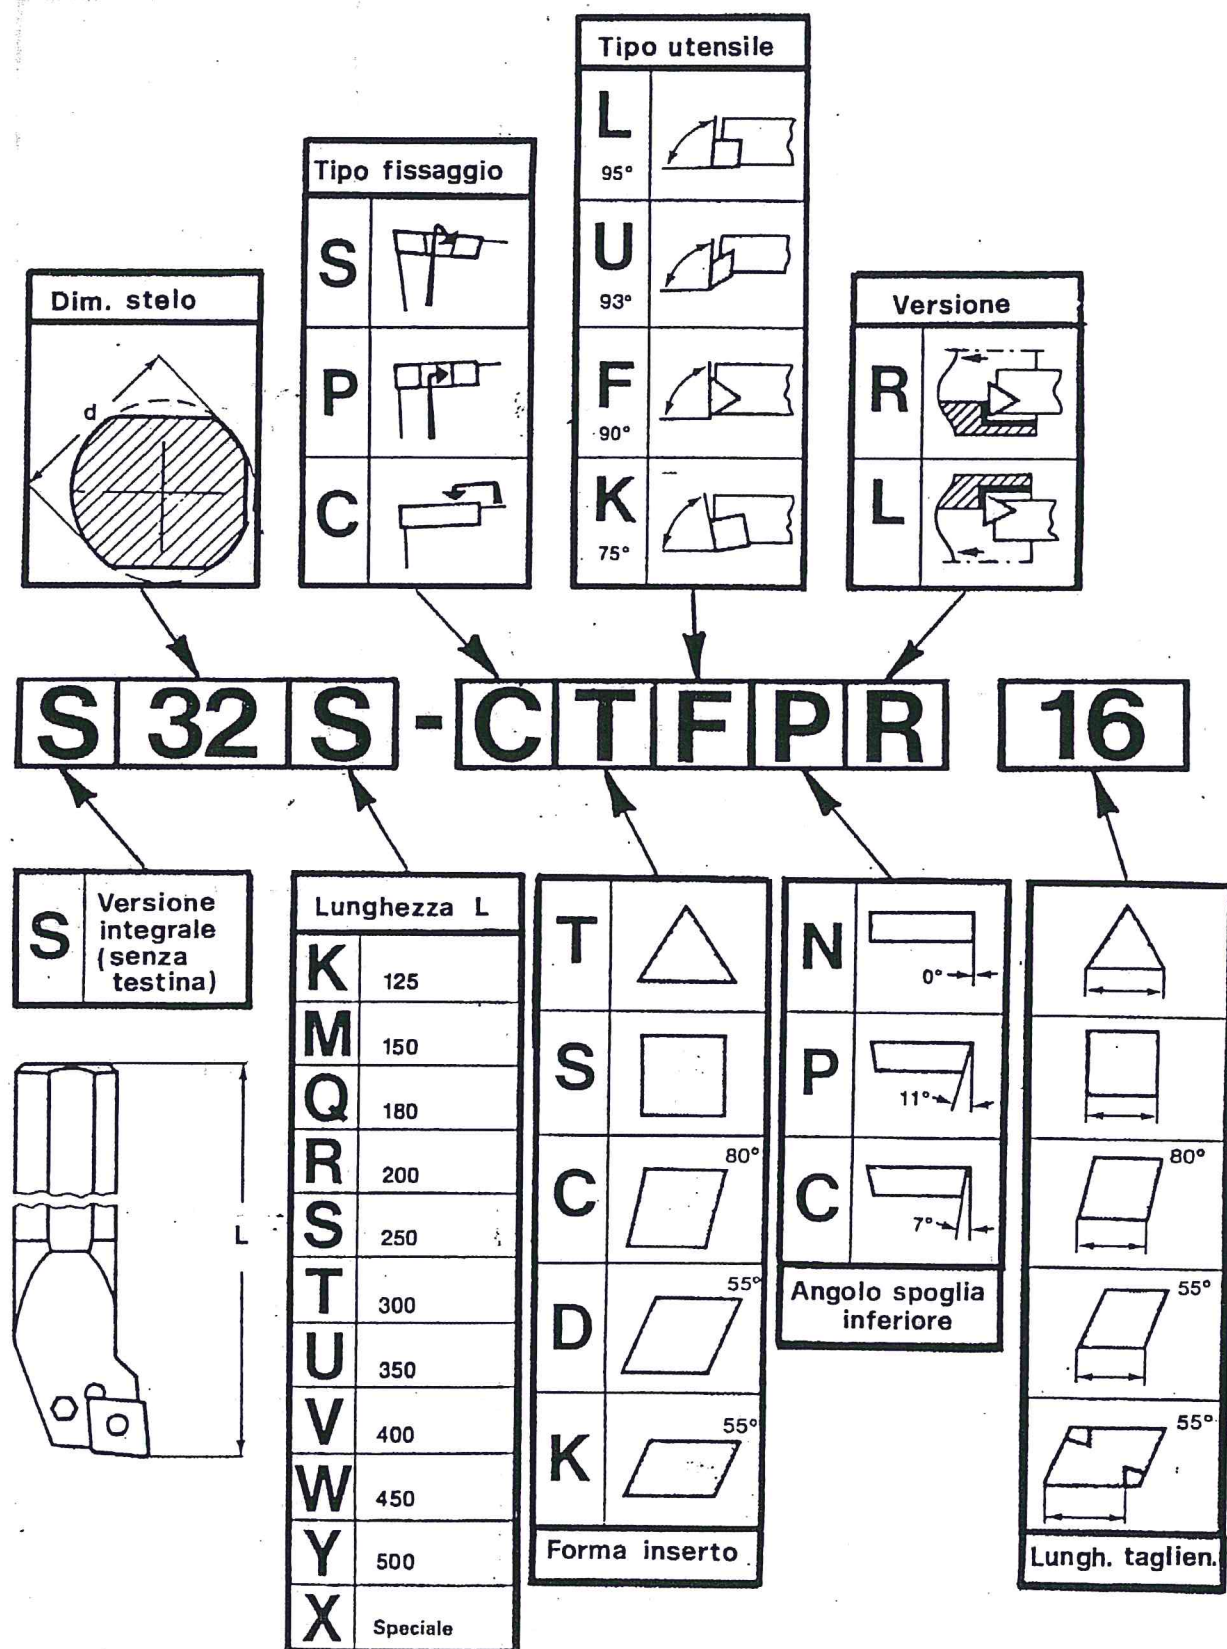 Tipo utensile
L
95°
U
93°
F
90°
K
75°
Tipo fissaggio
S
P
C
Dim. stelo
d
Versione
R
L
S 32 S - C T F P R 16
S
Versione
integrale
(senza
testina)
L
Lunghezza L
K 125
M 150
Q 180
R 200
S 250
T 300
U 350
V 400
W 450
Y 500
X Speciale
T
S
C 80°
D 55°
K 55°
Forma inserto
N 0°
P 11°
C 7°
Angolo spoglia
inferiore
80°
55°
55°
Lungh. taglien.